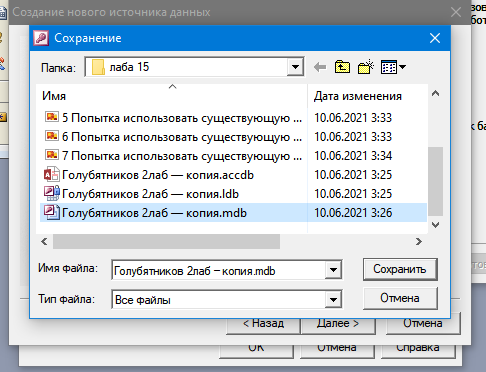 Создание нового источника данных
Сохранение
Папка: лаба 15
Имя Дата изменения
5 Попытка использовать существующую ... 10.06.2021 3:33
6 Попытка использовать существующую ... 10.06.2021 3:33
7 Попытка использовать существующую ... 10.06.2021 3:34
Голубятников 2лаб — копия.accdb 10.06.2021 3:25
Голубятников 2лаб — копия.ldb 10.06.2021 3:25
Голубятников 2лаб — копия.mdb 10.06.2021 3:26
Имя файла: Голубятников 2лаб – копия.mdb Сохранить
Тип файла: Все файлы Отмена
< Назад Далее > Отмена
OK Отмена Справка